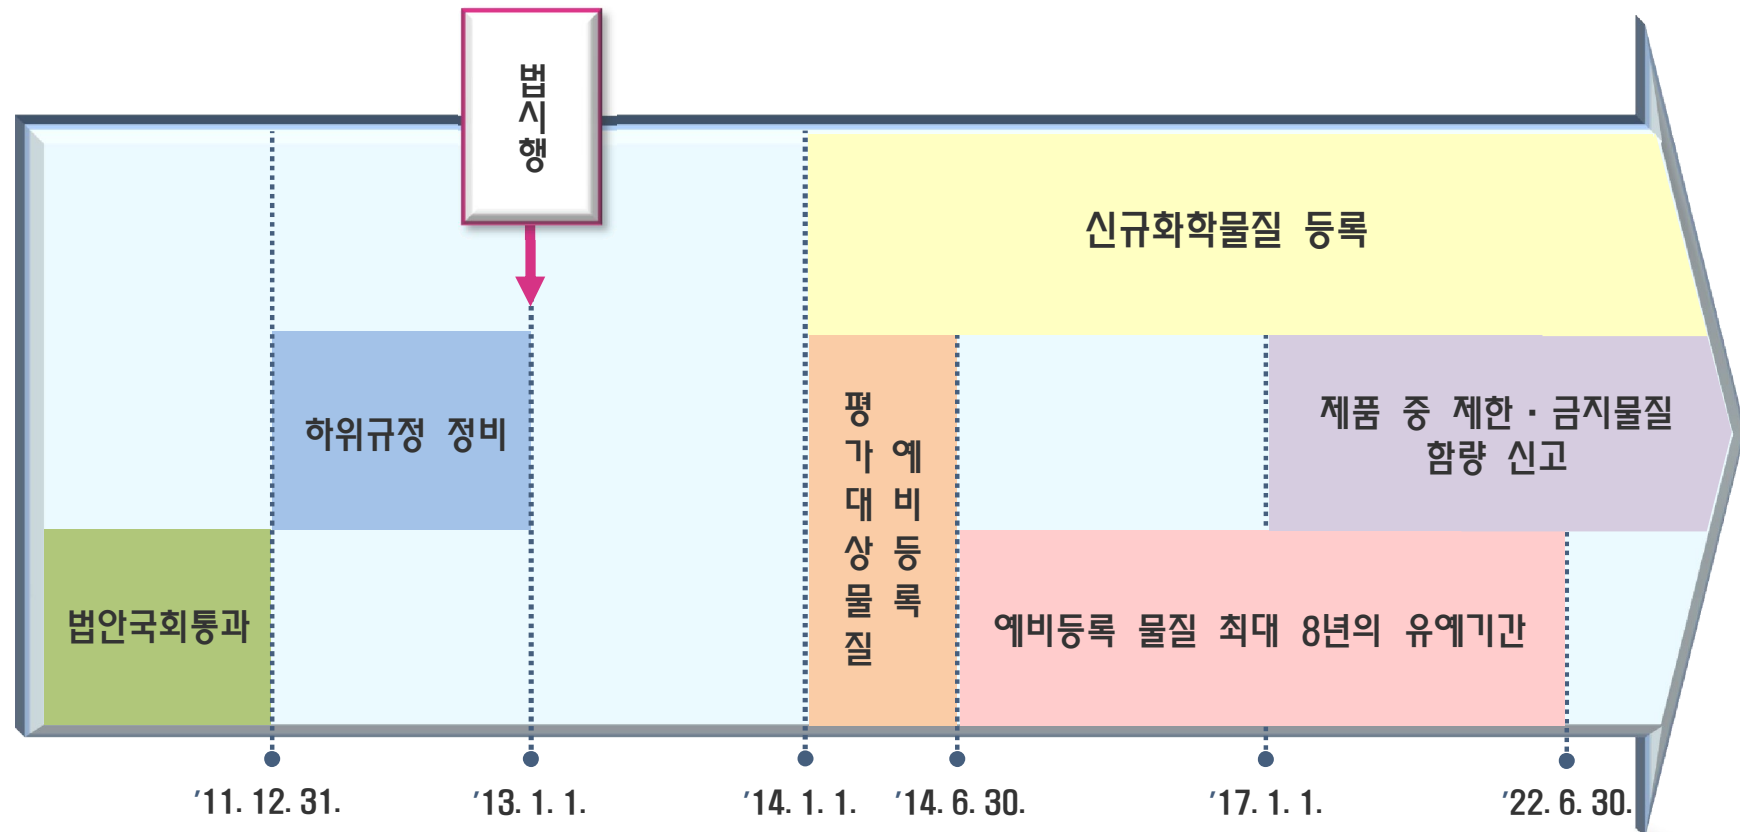 법시행
신규화학물질 등록
하위규정 정비
평가대상물질
예비등록
제품 중 제한·금지물질
함량 신고
법안국회통과
예비등록 물질 최대 8년의 유예기간
'11. 12. 31.
'13. 1. 1.
'14. 1. 1.
'14. 6. 30.
'17. 1. 1.
'22. 6. 30.